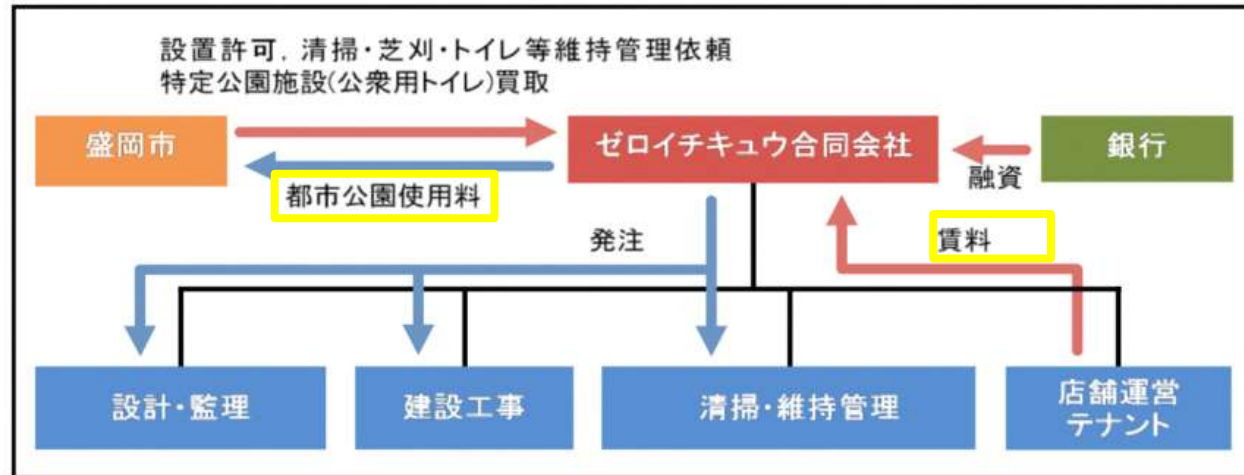 設置許可，清掃・芝刈・トイレ等維持管理依頼
特定公園施設(公衆用トイレ)買取
盛岡市
ゼロイチキュウ合同会社
銀行
都市公園使用料
融資
発注
賃料
設計・監理
建設工事
清掃・維持管理
店舗運営
テナント